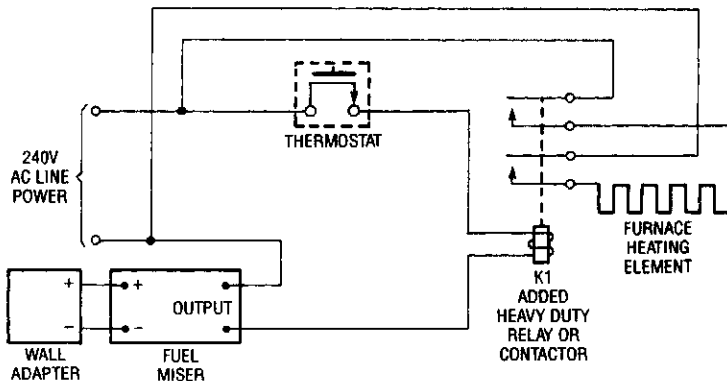 THERMOSTAT
240V
AC LINE
POWER
FURNACE
HEATING
ELEMENT
K1
ADDED
HEAVY DUTY
RELAY OR
CONTACTOR
+
+
OUTPUT
−
−
WALL
ADAPTER
FUEL
MISER